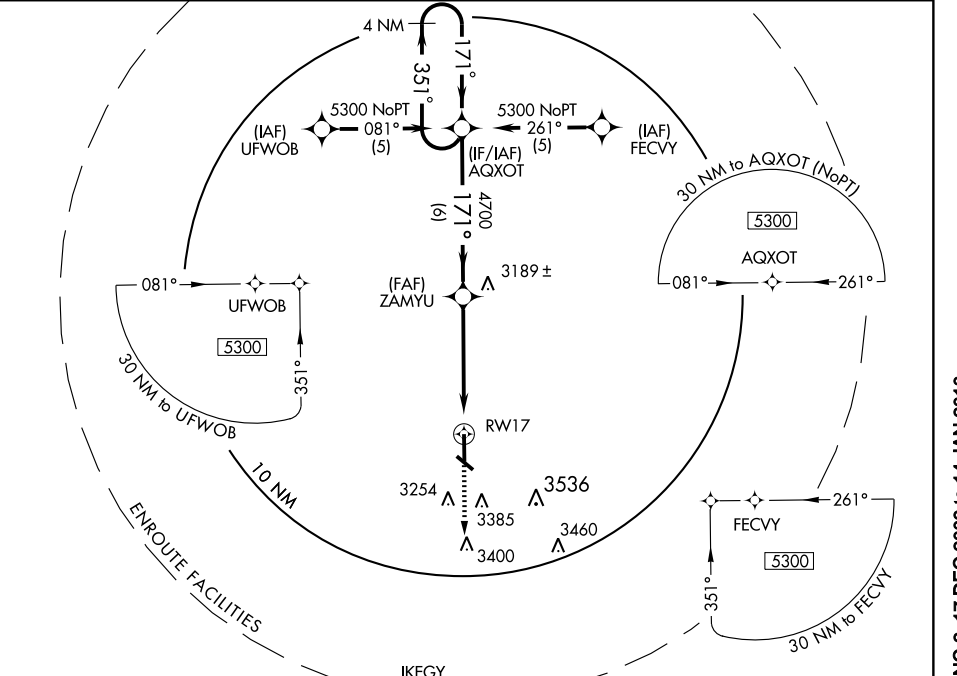 4 NM
171°
351°
5300 NoPT
081°
(5)
5300 NoPT
261°
(5)
(IAF)
UFWOB
(IF/IAF)
AQXOT
(IAF)
FECVY
30 NM to AQXOT (NoPT)
5300
AQXOT
081°
261°
4700
171°
(6)
(FAF)
ZAMYU
3189 ±
081°
UFWOB
5300
351°
30 NM to UFWOB
RW17
10 NM
3254
3385
3536
3400
3460
261°
FECVY
5300
351°
30 NM to FECVY
ENROUTE FACILITIES
IKEGY